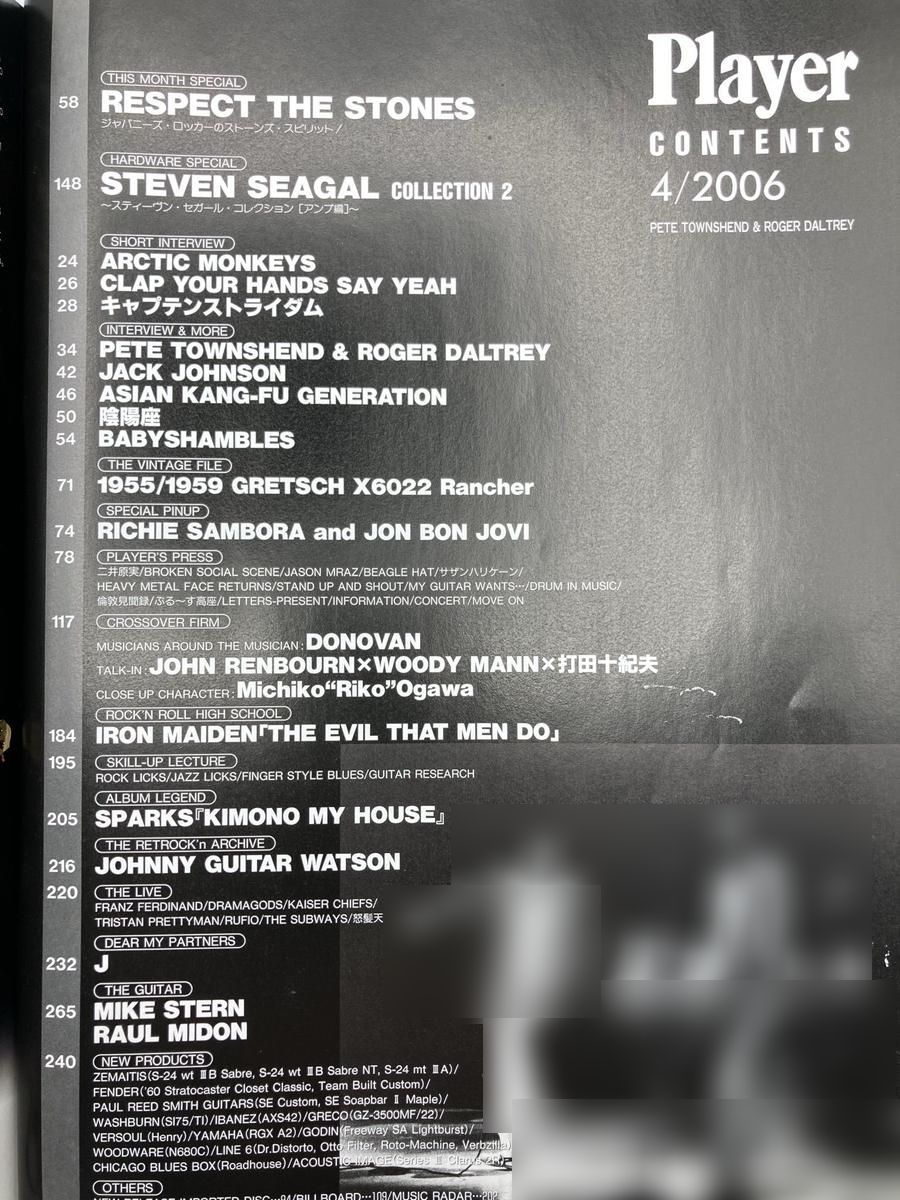 Player
CONTENTS
4/2006
PETE TOWNSHEND & ROGER DALTREY
THIS MONTH SPECIAL
58 RESPECT THE STONES
ジャパニーズ・ロッカーのストーンズ・スピリット！
HARDWARE SPECIAL
148 STEVEN SEAGAL COLLECTION 2
〜スティーヴン・セガール・コレクション［アンプ編］〜
SHORT INTERVIEW
24 ARCTIC MONKEYS
26 CLAP YOUR HANDS SAY YEAH
28 キャプテンストライダム
INTERVIEW & MORE
34 PETE TOWNSHEND & ROGER DALTREY
42 JACK JOHNSON
46 ASIAN KANG-FU GENERATION
50 陰陽座
54 BABYSHAMBLES
THE VINTAGE FILE
71 1955/1959 GRETSCH X6022 Rancher
SPECIAL PINUP
74 RICHIE SAMBORA and JON BON JOVI
78 PLAYER'S PRESS
二井原実/BROKEN SOCIAL SCENE/JASON MRAZ/BEAGLE HAT/サザンハリケーン/
HEAVY METAL FACE RETURNS/STAND UP AND SHOUT/MY GUITAR WANTS…/DRUM IN MUSIC/
倫敦見聞録/ぶる〜す高座/LETTERS-PRESENT/INFORMATION/CONCERT/MOVE ON
117 CROSSOVER FIRM
MUSICIANS AROUND THE MUSICIAN : DONOVAN
TALK-IN : JOHN RENBOURN×WOODY MANN×打田十紀夫
CLOSE UP CHARACTER : Michiko“Riko”Ogawa
ROCK'N ROLL HIGH SCHOOL
184 IRON MAIDEN「THE EVIL THAT MEN DO」
195 SKILL-UP LECTURE
ROCK LICKS/JAZZ LICKS/FINGER STYLE BLUES/GUITAR RESEARCH
ALBUM LEGEND
205 SPARKS『KIMONO MY HOUSE』
THE RETROCK'n ARCHIVE
216 JOHNNY GUITAR WATSON
220 THE LIVE
FRANZ FERDINAND/DRAMAGODS/KAISER CHIEFS/
TRISTAN PRETTYMAN/RUFIO/THE SUBWAYS/怒髪天
DEAR MY PARTNERS
232 J
THE GUITAR
265 MIKE STERN
RAUL MIDON
240 NEW PRODUCTS
ZEMAITIS(S-24 wt ⅢB Sabre, S-24 wt ⅢB Sabre NT, S-24 mt ⅢA)/
FENDER('60 Stratocaster Closet Classic, Team Built Custom)/
PAUL REED SMITH GUITARS(SE Custom, SE Soapbar Ⅱ Maple)/
WASHBURN(SI75/TI)/IBANEZ(AXS42)/GRECO(GZ-3500MF/22)/
VERSOUL(Henry)/YAMAHA(RGX A2)/GODIN(Freeway SA Lightburst)/
WOODWARE(N680C)/LINE 6(Dr.Distorto, Otto Filter, Roto-Machine, Verbzilla)
CHICAGO BLUES BOX(Roadhouse)/ACOUSTIC IMAGE(Series Ⅱ Clarus 2R)
OTHERS
NEW RELEASE IMPORTED DISC…94/BILLBOARD…109/MUSIC RADAR…202